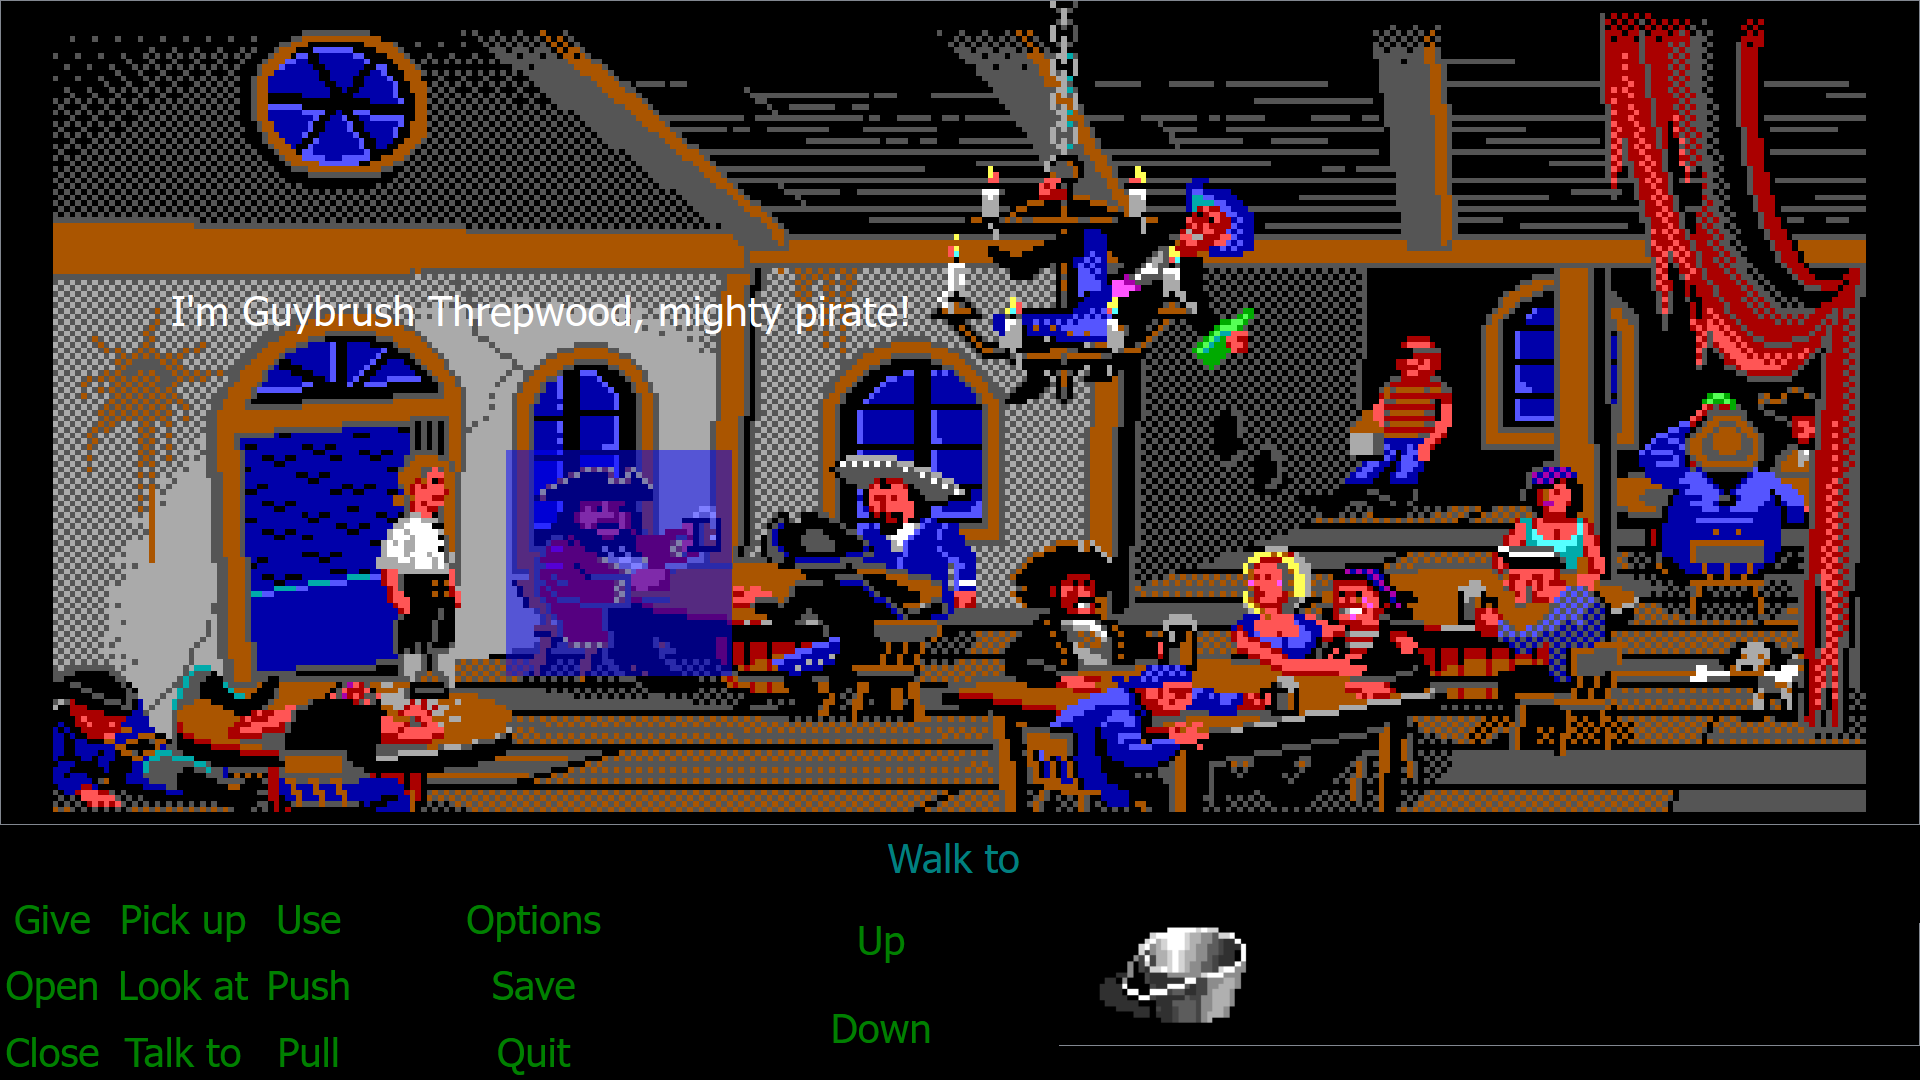 I'm Guybrush Threpwood, mighty pirate!
Walk to
Give Pick up Use Options Up
Open Look at Push Save
Close Talk to Pull Quit Down